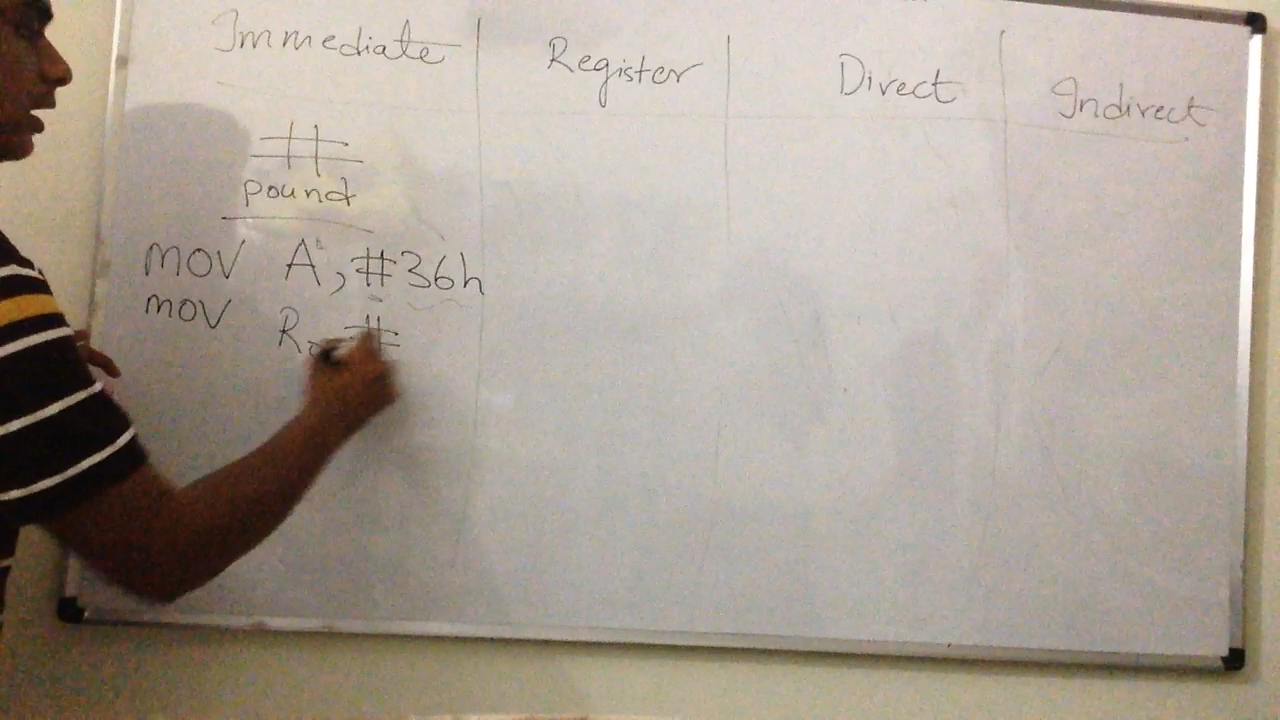 Immediate Register Direct Indirect
#
pound
mov A, #36h
mov R #